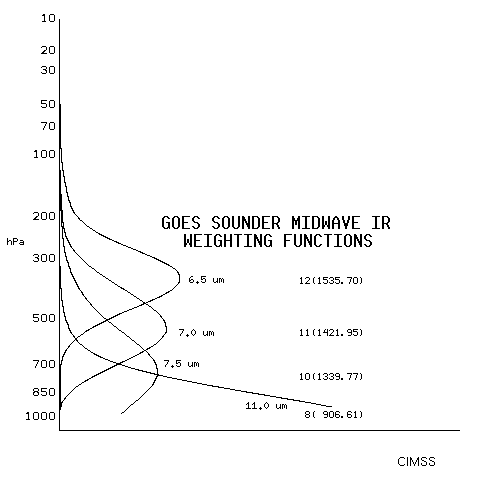 10
20
30
50
70
100
200
GOES SOUNDER MIDWAVE IR
WEIGHTING FUNCTIONS
hPa
300
6.5 um
12(1535.70)
500
7.0 um
11(1421.95)
700
7.5 um
10(1339.77)
850
11.0 um
1000
8( 906.61)
CIMSS